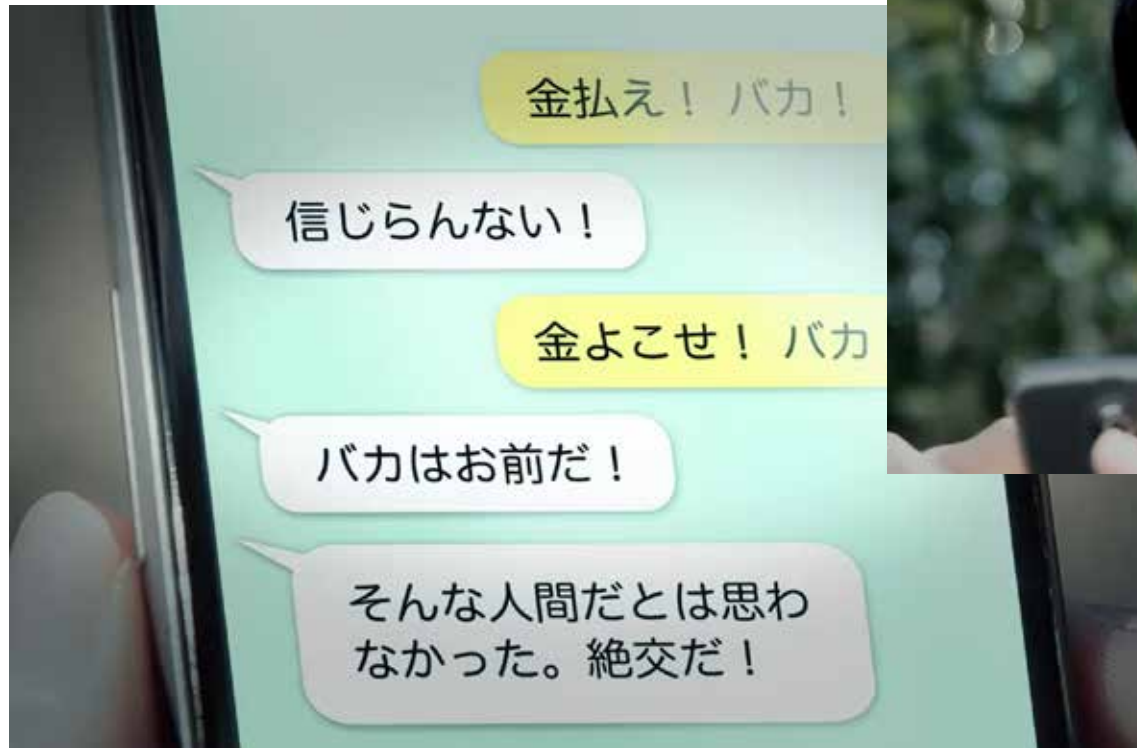 金払え！ バカ！
信じらんない！
金よこせ！ バカ
バカはお前だ！
そんな人間だとは思わ
なかった。絶交だ！